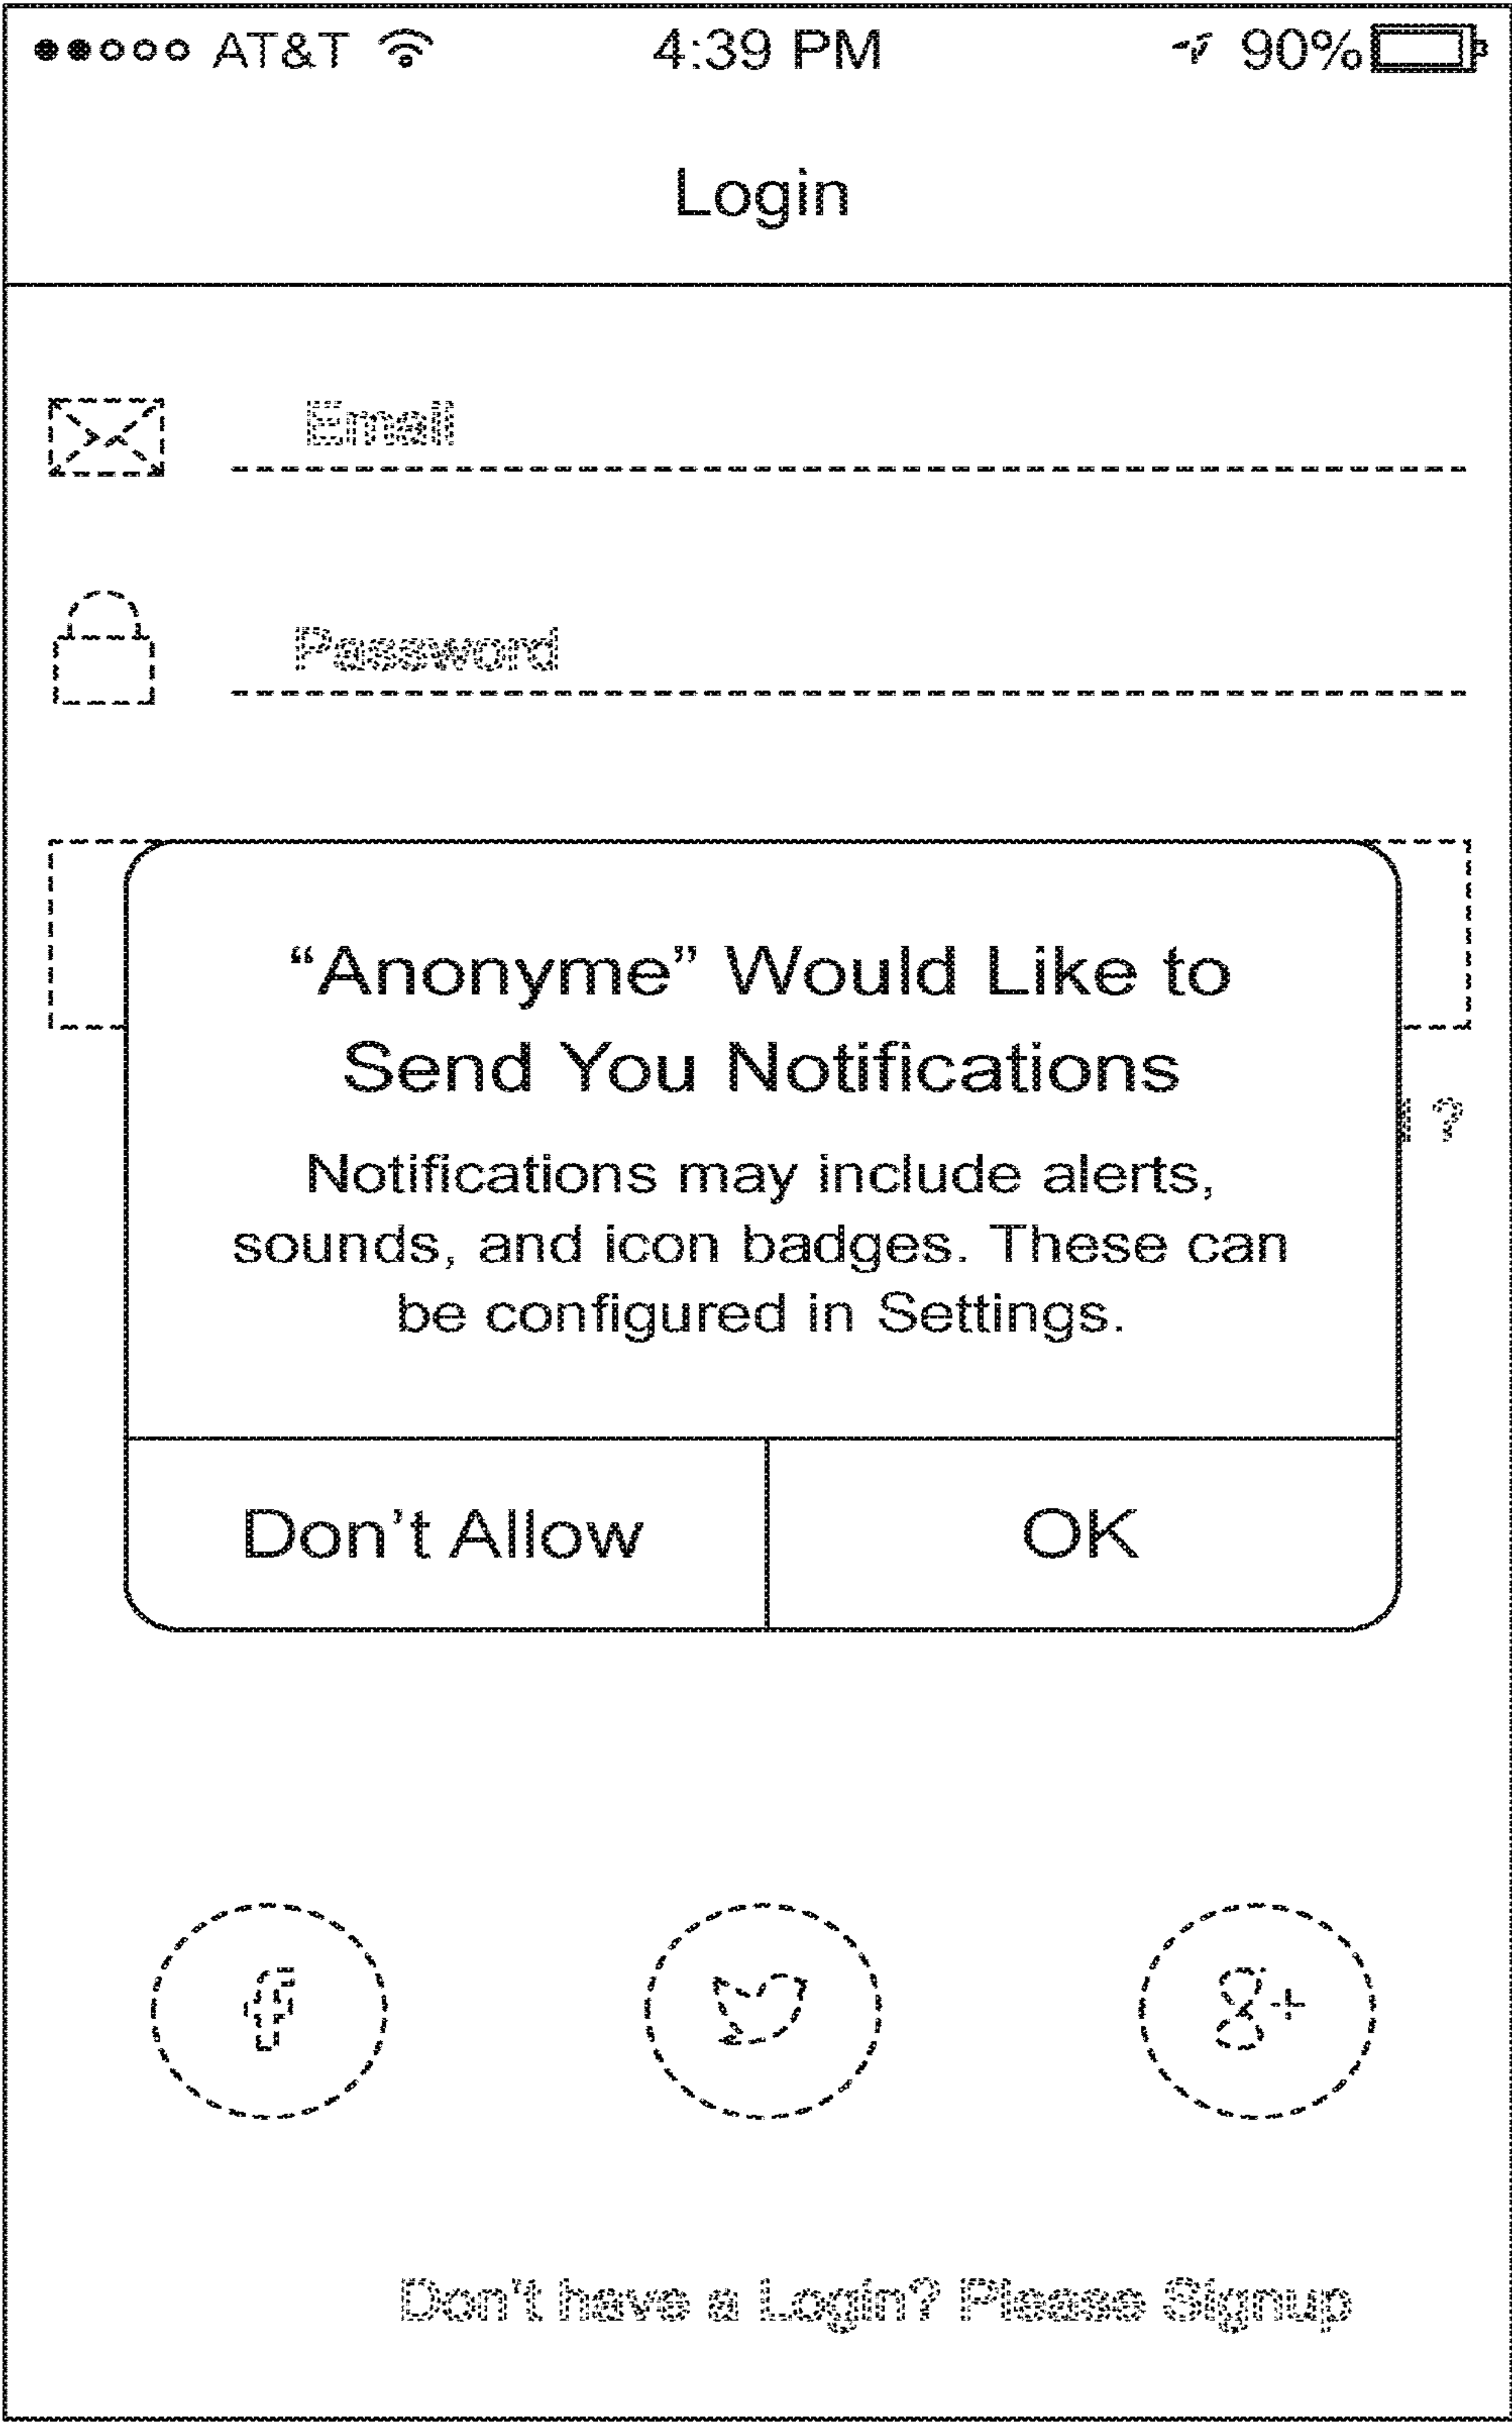 AT&T 4:39 PM 90%
Login
Email
Password
“Anonyme” Would Like to
Send You Notifications
?
Notifications may include alerts,
sounds, and icon badges. These can
be configured in Settings.
Don’t Allow OK
f g+
Don't have a Login? Please Signup